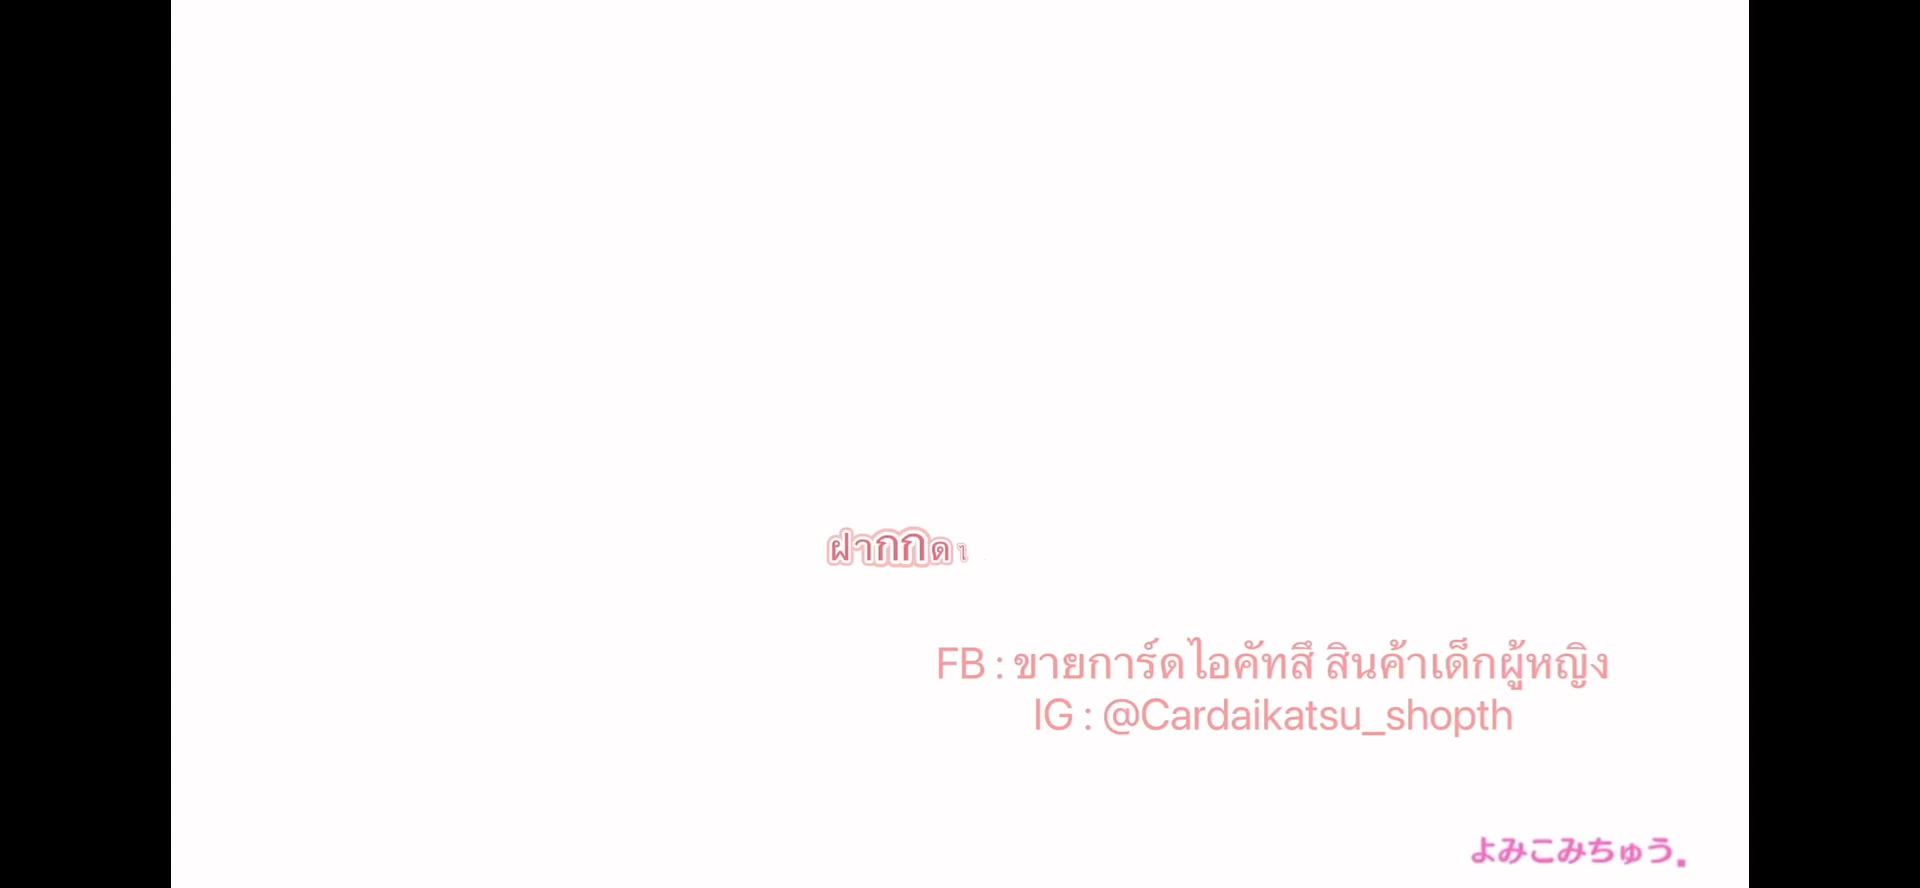 ฝากกด
FB : ขายการ์ดไอคัทสึ สินค้าเด็กผู้หญิง
IG : @Cardaikatsu_shopth
よみこみちゅう.